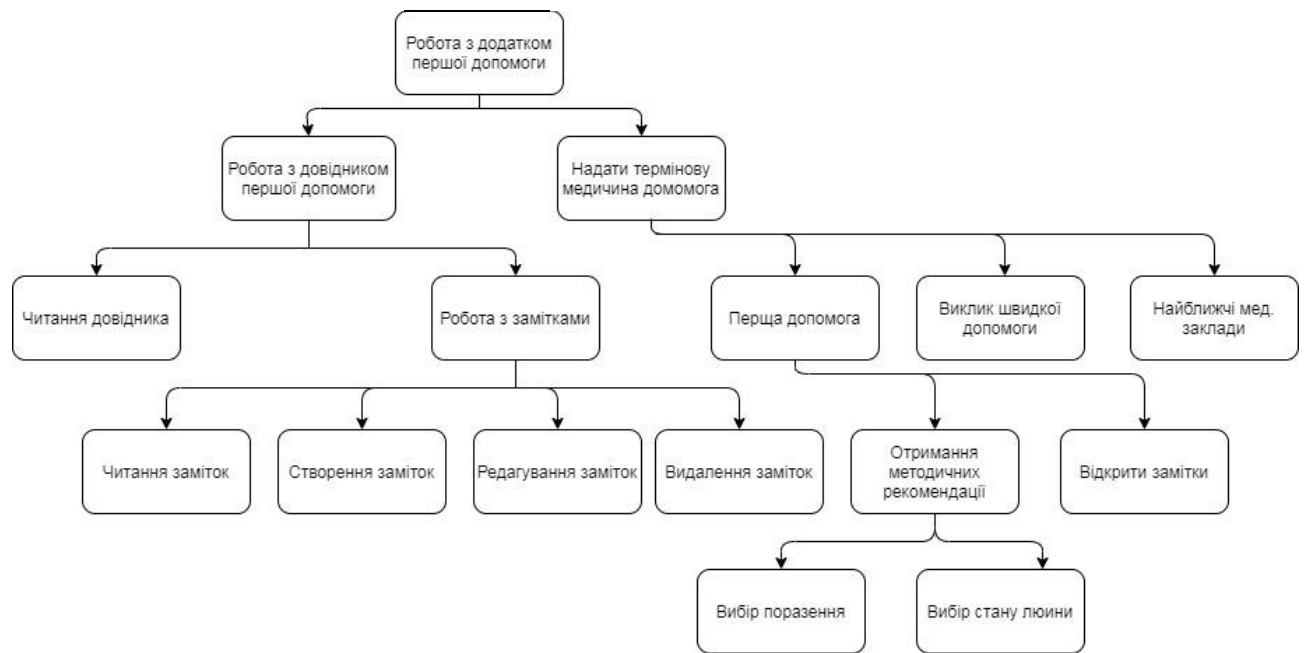 Робота з додатком
першої допомоги
Робота з довідником
першої допомоги
Надати термінову
медичина домомога
Читання довідника
Робота з замітками
Перща допомога
Виклик швидкої
допомоги
Найближчі мед.
заклади
Читання заміток
Створення заміток
Редагування заміток
Видалення заміток
Отримання
методичних
рекомендації
Відкрити замітки
Вибір поразення
Вибір стану люини